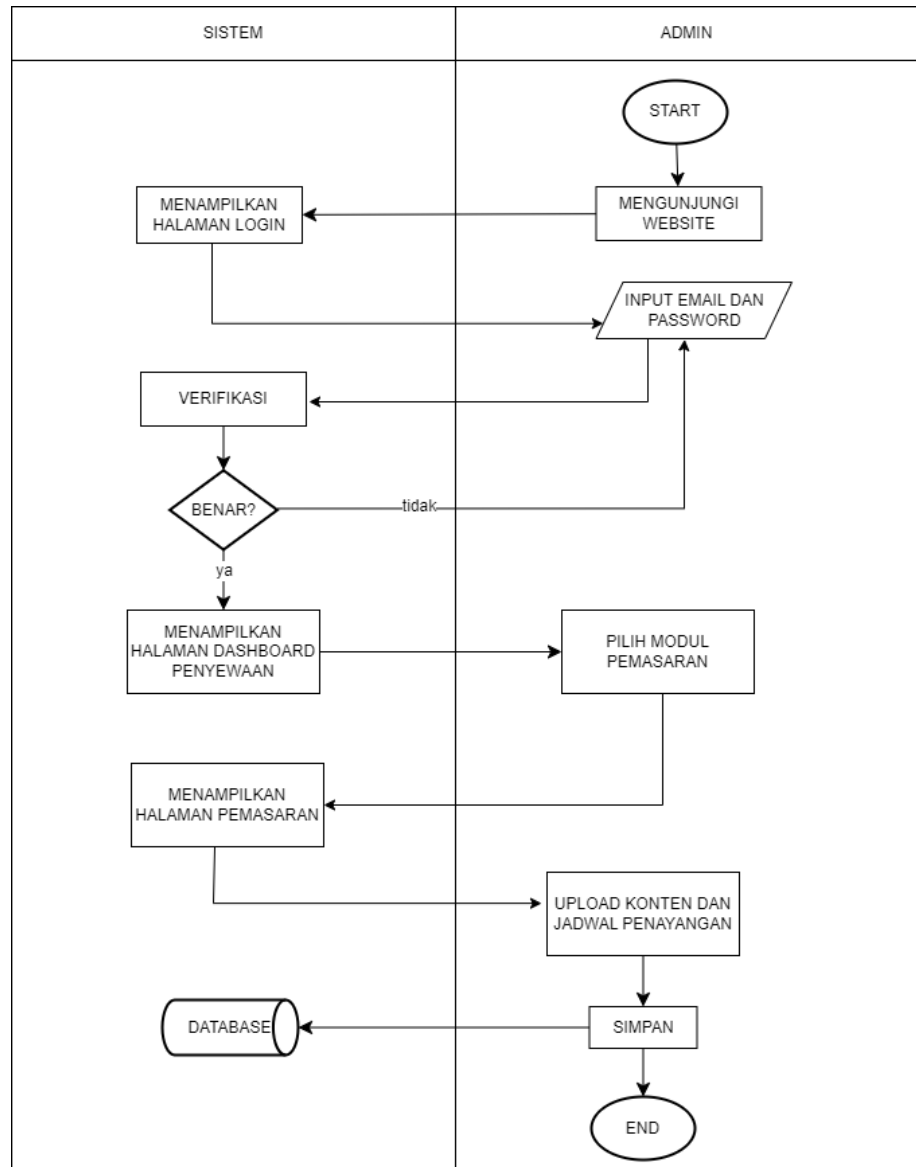 SISTEM
ADMIN
START
MENGUNJUNGI
WEBSITE
MENAMPILKAN
HALAMAN LOGIN
INPUT EMAIL DAN
PASSWORD
VERIFIKASI
BENAR?
tidak
ya
MENAMPILKAN
HALAMAN DASHBOARD
PENYEWAAN
PILIH MODUL
PEMASARAN
MENAMPILKAN
HALAMAN PEMASARAN
UPLOAD KONTEN DAN
JADWAL PENAYANGAN
SIMPAN
DATABASE
END